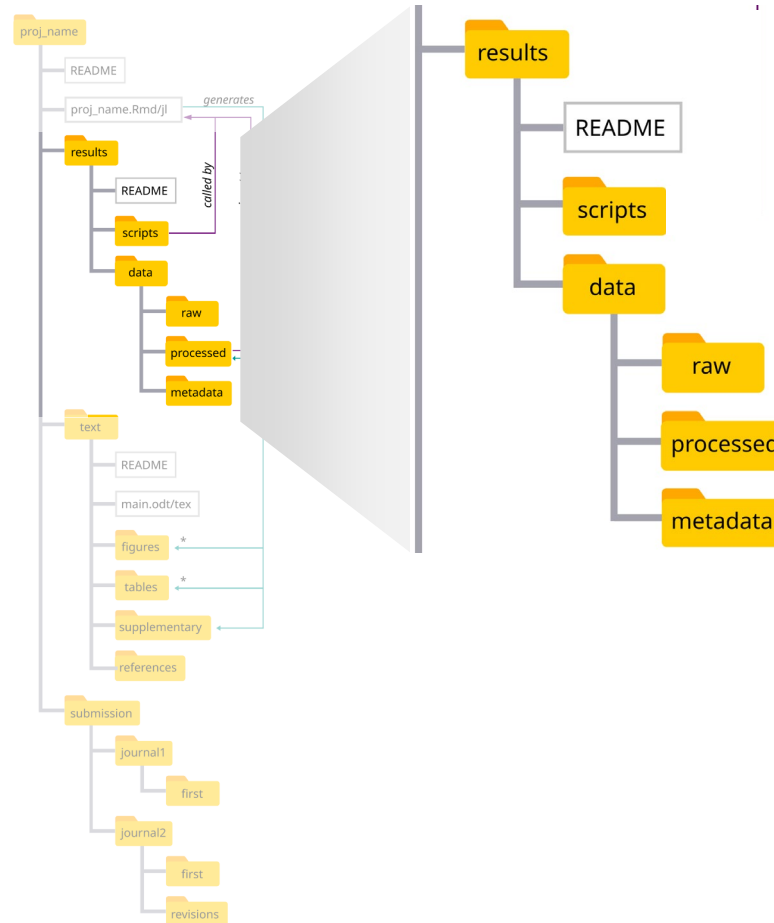 proj_name
README
proj_name.Rmd/jl
generates
called by
results
README
scripts
data
raw
processed
metadata
text
README
main.odt/tex
figures
*
tables
*
supplementary
references
submission
journal1
first
journal2
first
revisions
results
README
scripts
data
raw
processed
metadata